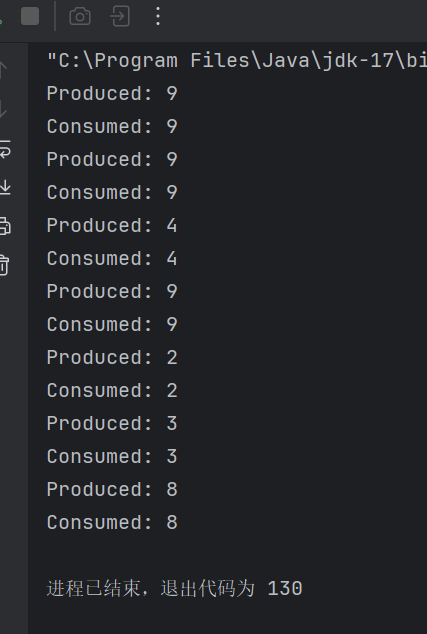 "C:\Program Files\Java\jdk-17\bi
Produced: 9
Consumed: 9
Produced: 9
Consumed: 9
Produced: 4
Consumed: 4
Produced: 9
Consumed: 9
Produced: 2
Consumed: 2
Produced: 3
Consumed: 3
Produced: 8
Consumed: 8
进程已结束，退出代码为 130